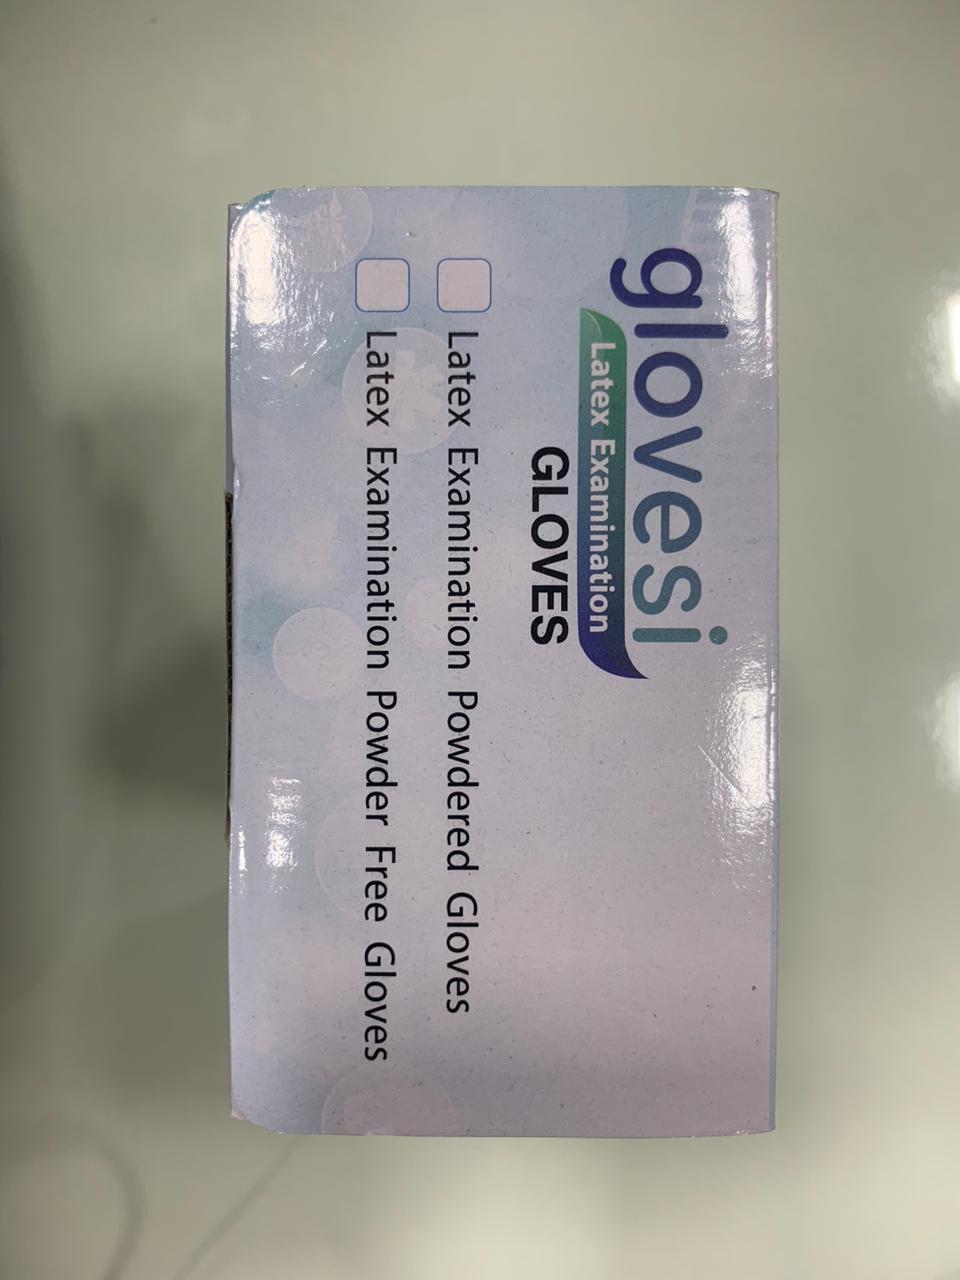 glovesi
Latex Examination
GLOVES
Latex Examination Powdered Gloves
Latex Examination Powder Free Gloves